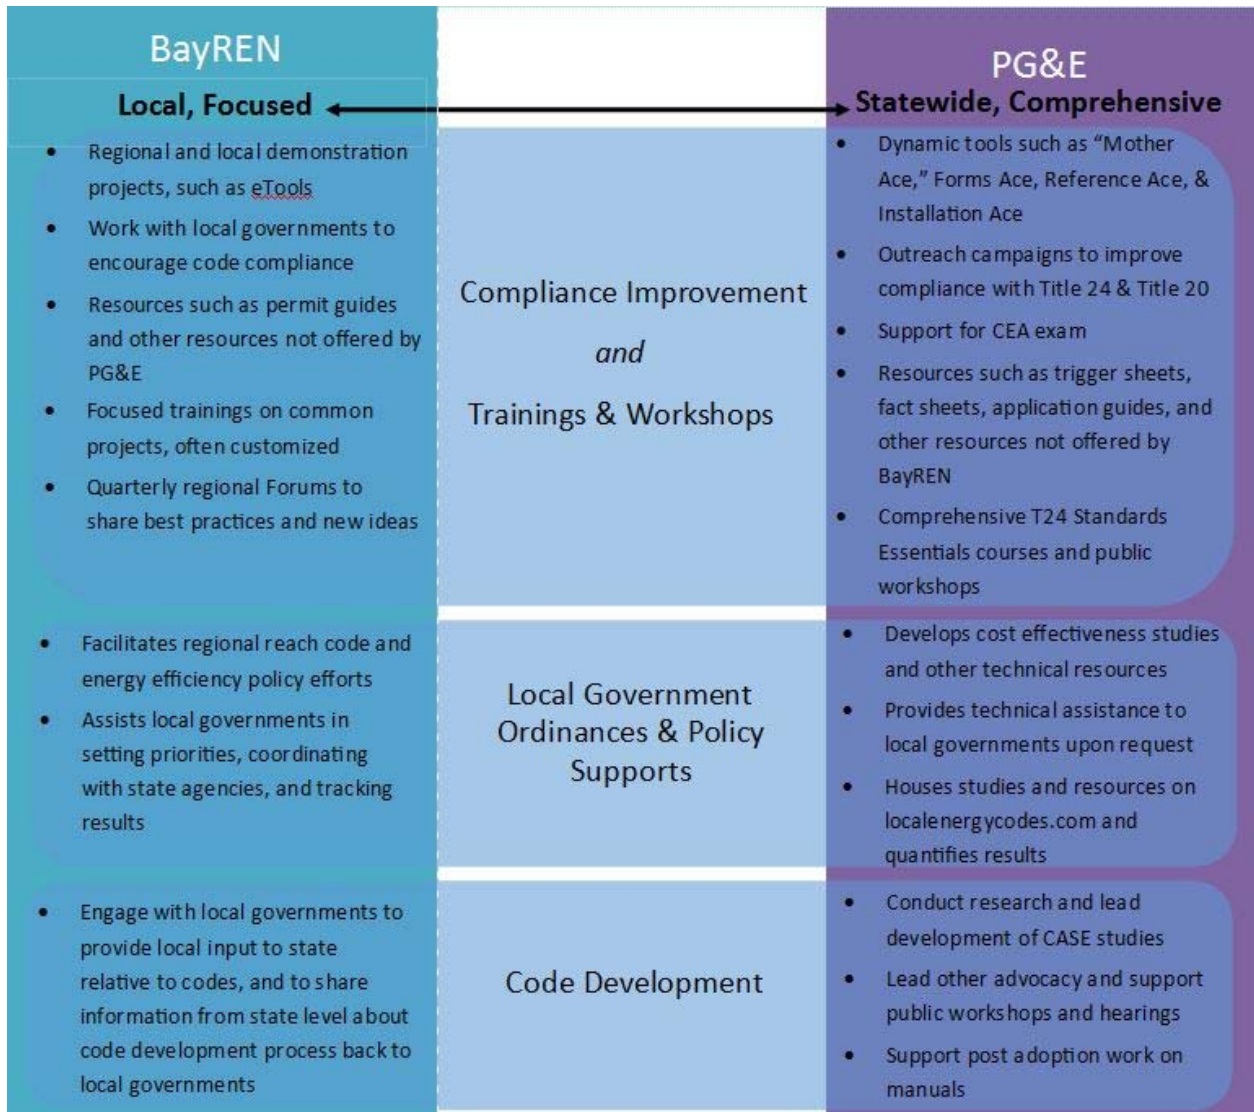 BayREN
Local, Focused
• Regional and local demonstration
projects, such as eTools
• Work with local governments to
encourage code compliance
• Resources such as permit guides
and other resources not offered by
PG&E
• Focused trainings on common
projects, often customized
• Quarterly regional Forums to
share best practices and new ideas
Compliance Improvement
and
Trainings & Workshops
PG&E
Statewide, Comprehensive
• Dynamic tools such as “Mother
Ace,” Forms Ace, Reference Ace, &
Installation Ace
• Outreach campaigns to improve
compliance with Title 24 & Title 20
• Support for CEA exam
• Resources such as trigger sheets,
fact sheets, application guides, and
other resources not offered by
BayREN
• Comprehensive T24 Standards
Essentials courses and public
workshops
• Facilitates regional reach code and
energy efficiency policy efforts
• Assists local governments in
setting priorities, coordinating
with state agencies, and tracking
results
Local Government
Ordinances & Policy
Supports
• Develops cost effectiveness studies
and other technical resources
• Provides technical assistance to
local governments upon request
• Houses studies and resources on
localenergycodes.com and
quantifies results
• Engage with local governments to
provide local input to state
relative to codes, and to share
information from state level about
code development process back to
local governments
Code Development
• Conduct research and lead
development of CASE studies
• Lead other advocacy and support
public workshops and hearings
• Support post adoption work on
manuals